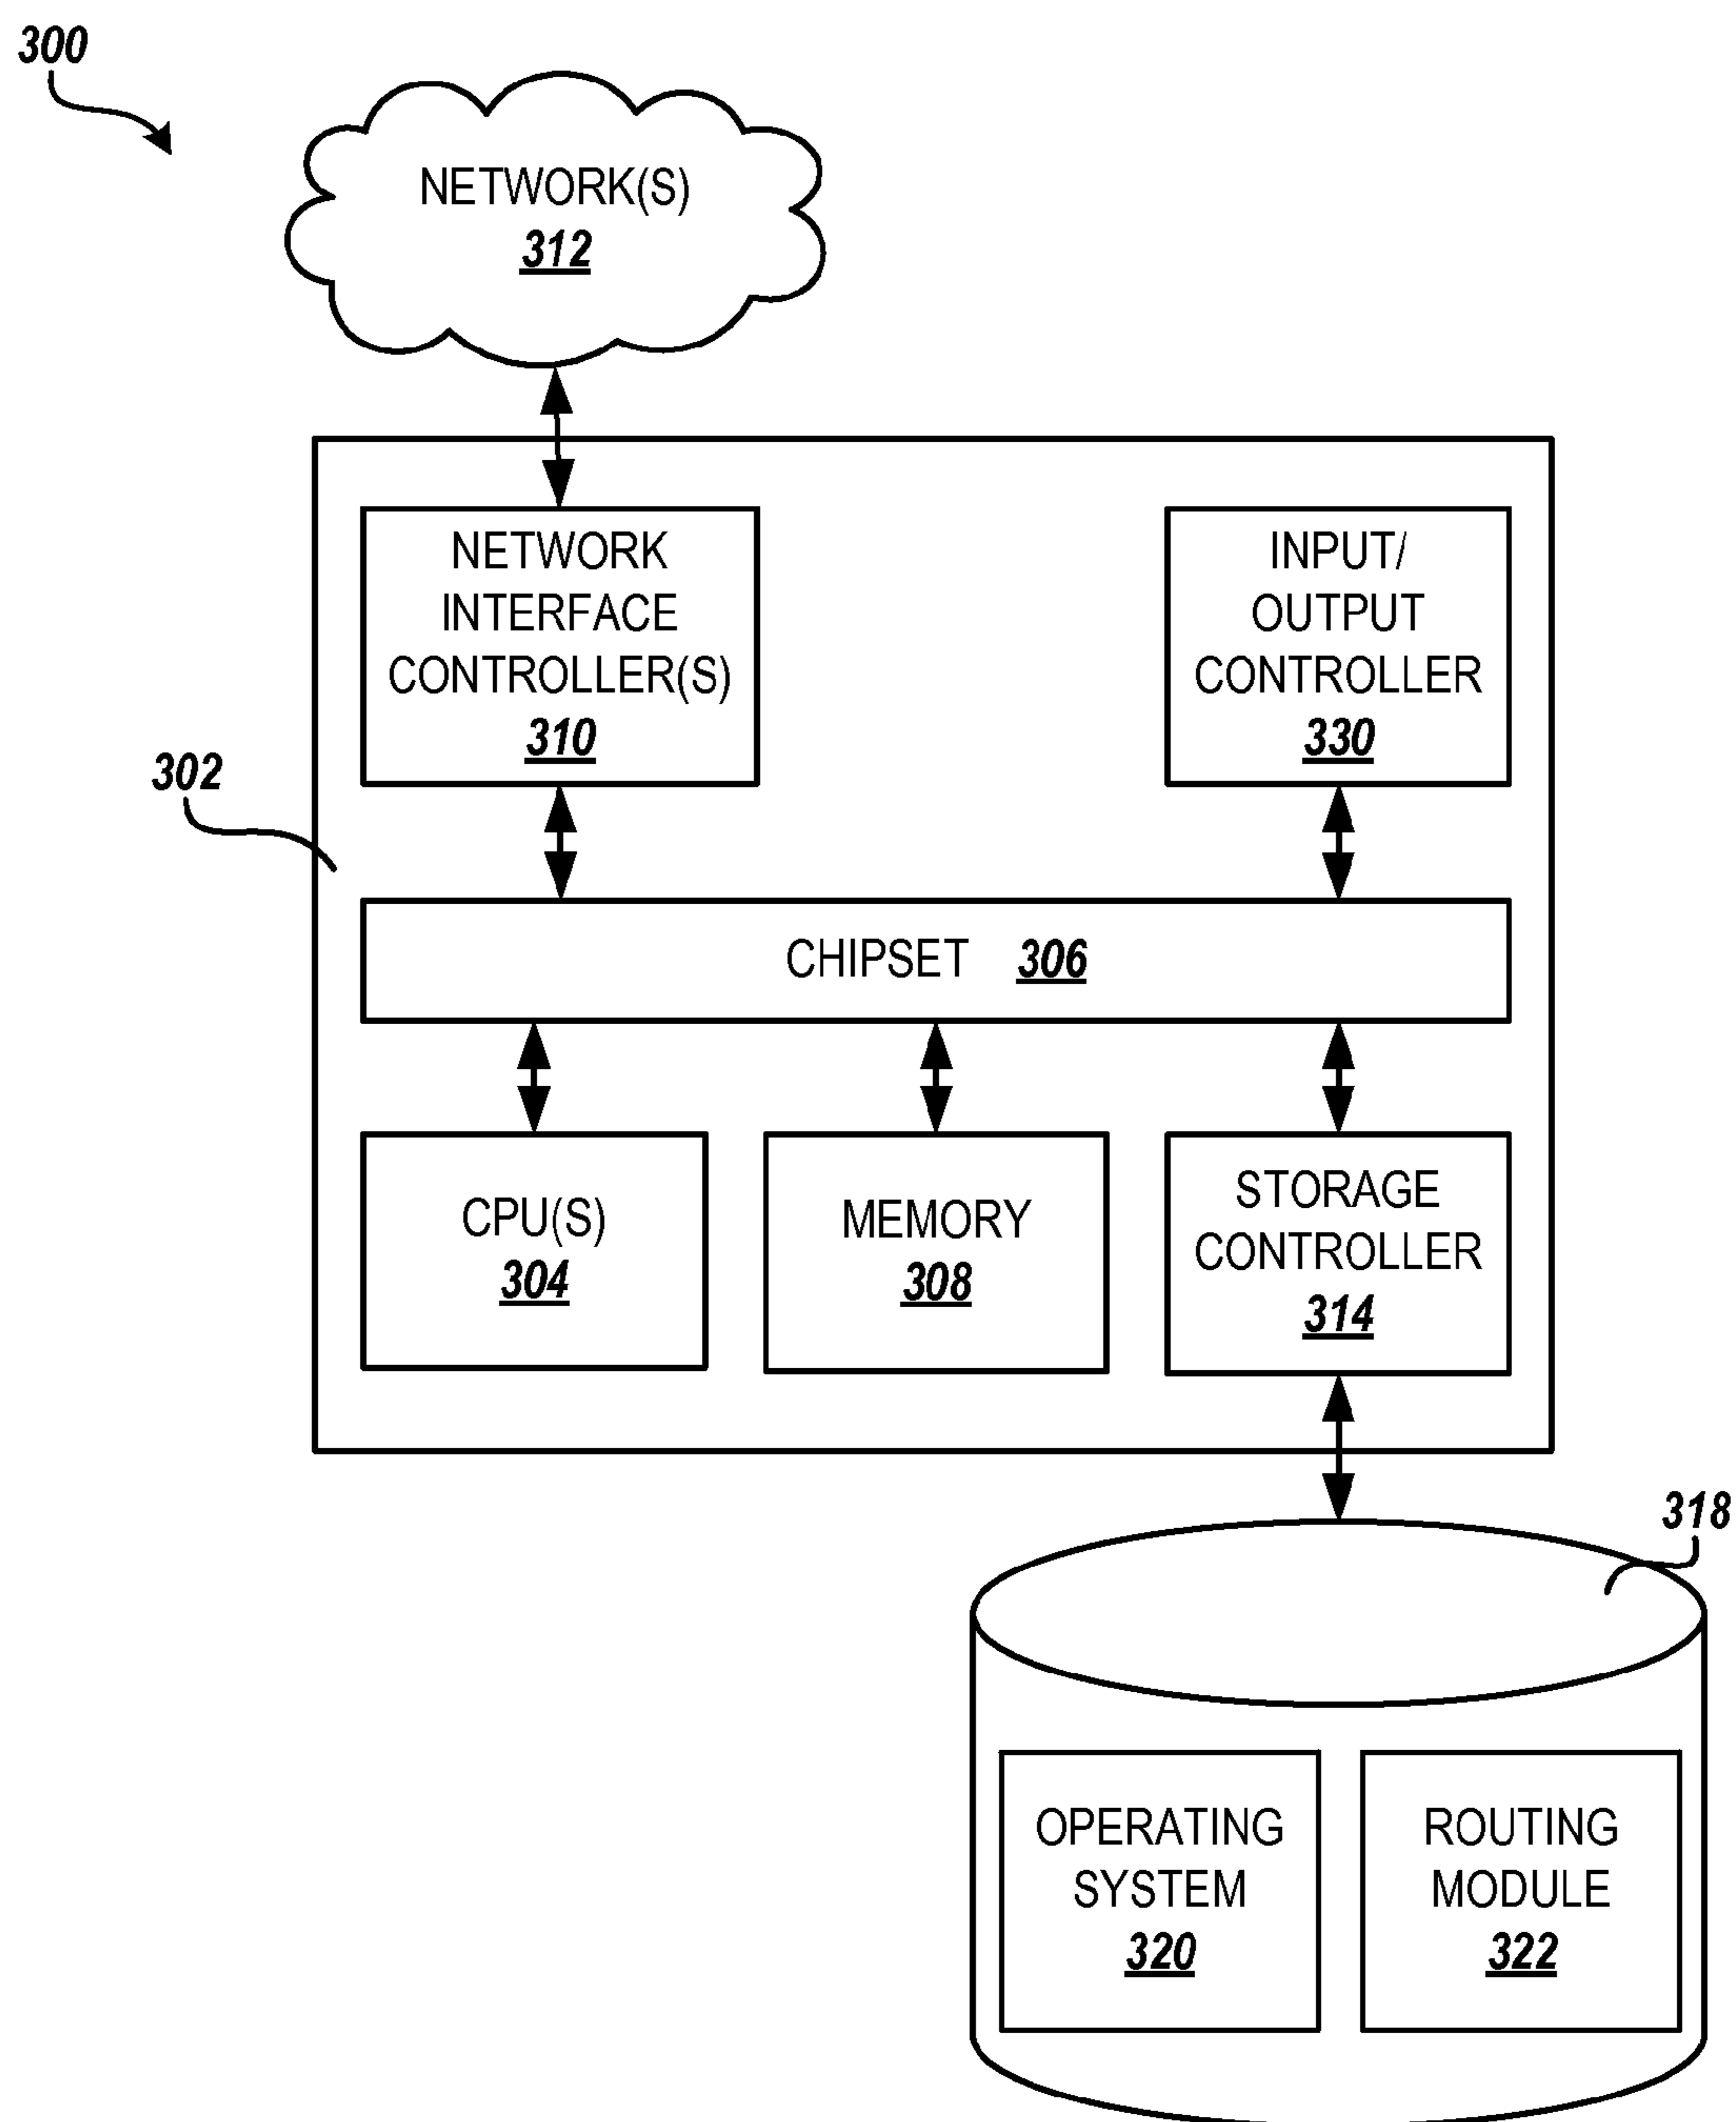 300
NETWORK(S)
312
NETWORK
INTERFACE
CONTROLLER(S)
310
INPUT/
OUTPUT
CONTROLLER
330
302
CHIPSET 306
CPU(S)
304
MEMORY
308
STORAGE
CONTROLLER
314
318
OPERATING
SYSTEM
320
ROUTING
MODULE
322